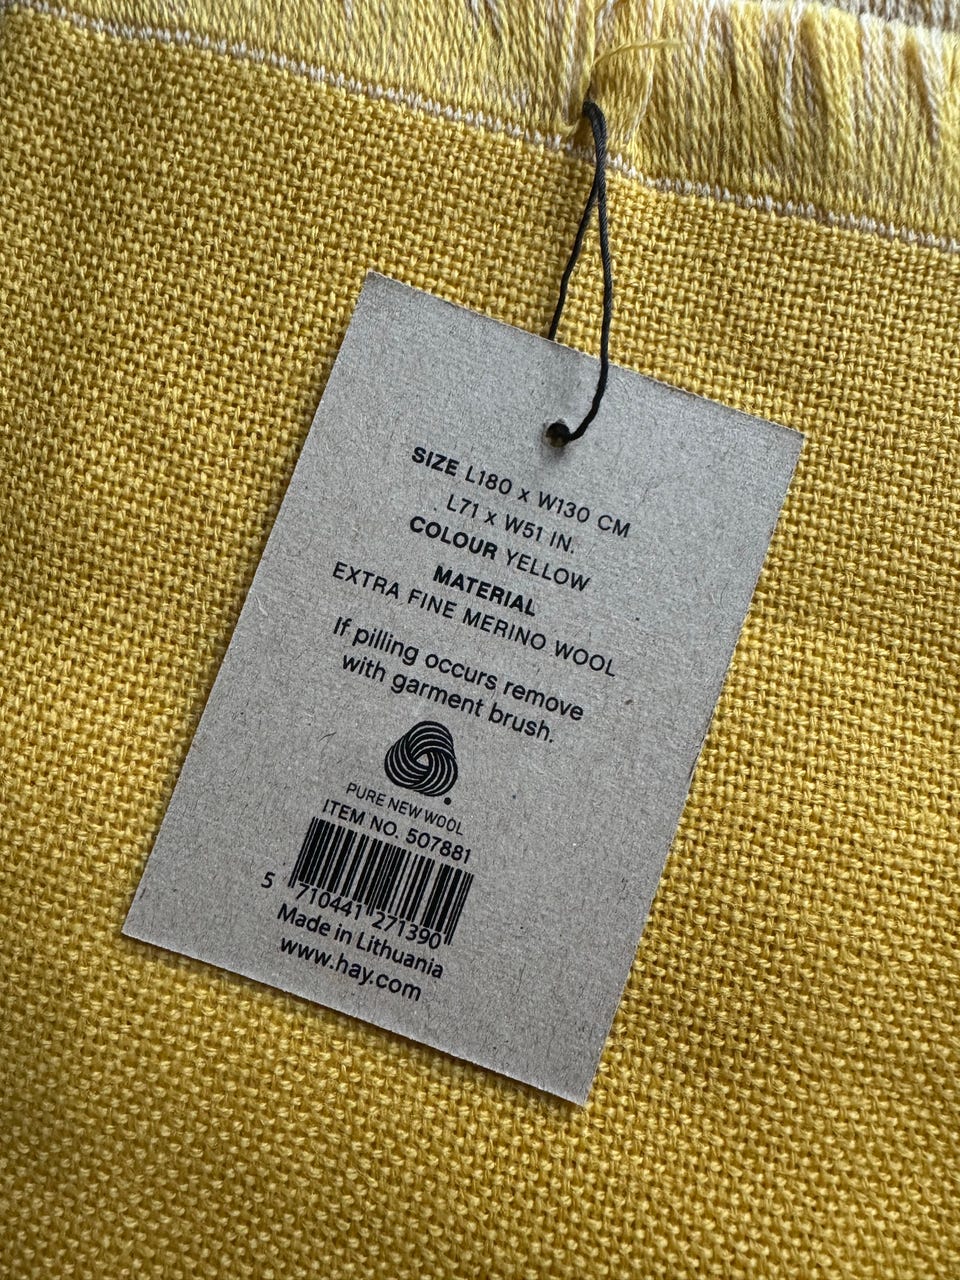 SIZE L180 x W130 CM
L71 x W51 IN.
COLOUR YELLOW
MATERIAL
EXTRA FINE MERINO WOOL
If pilling occurs remove
with garment brush.
PURE NEW WOOL
ITEM NO. 507881
5 710441 271390
Made in Lithuania
www.hay.com